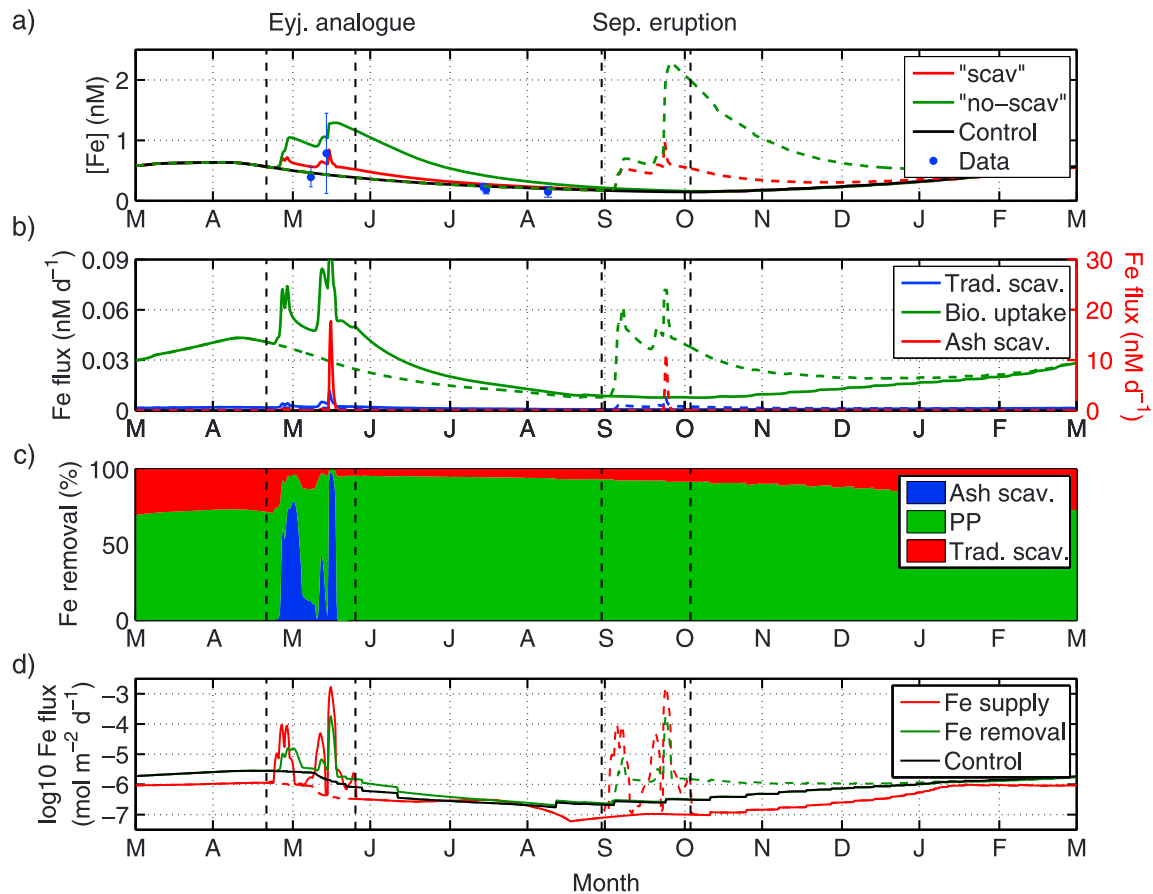 a)
Eyj. analogue
Sep. eruption
[Fe] (nM)
2
1
0
"scav"
"no−scav"
Control
Data
M A M J J A S O N D J F M
b)
Fe flux (nM d−1)
0.09
0.06
0.03
0
Trad. scav.
Bio. uptake
Ash scav.
30
20
10
0
Fe flux (nM d−1)
M A M J J A S O N D J F M
c)
Fe removal (%)
100
50
0
Ash scav.
PP
Trad. scav.
M A M J J A S O N D J F M
d)
log10 Fe flux
(mol m−2 d−1)
−3
−4
−5
−6
−7
Fe supply
Fe removal
Control
M A M J J A S O N D J F M
Month